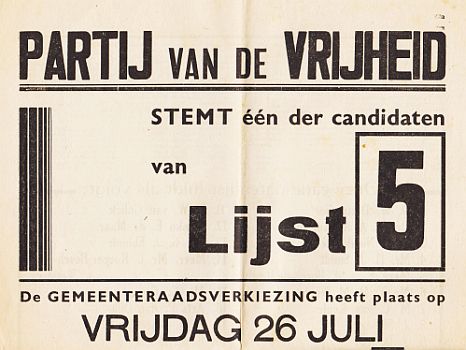 PARTIJ VAN DE VRIJHEID
STEMT één der candidaten
van
Lijst 5
De GEMEENTERAADSVERKIEZING heeft plaats op
VRIJDAG 26 JULI